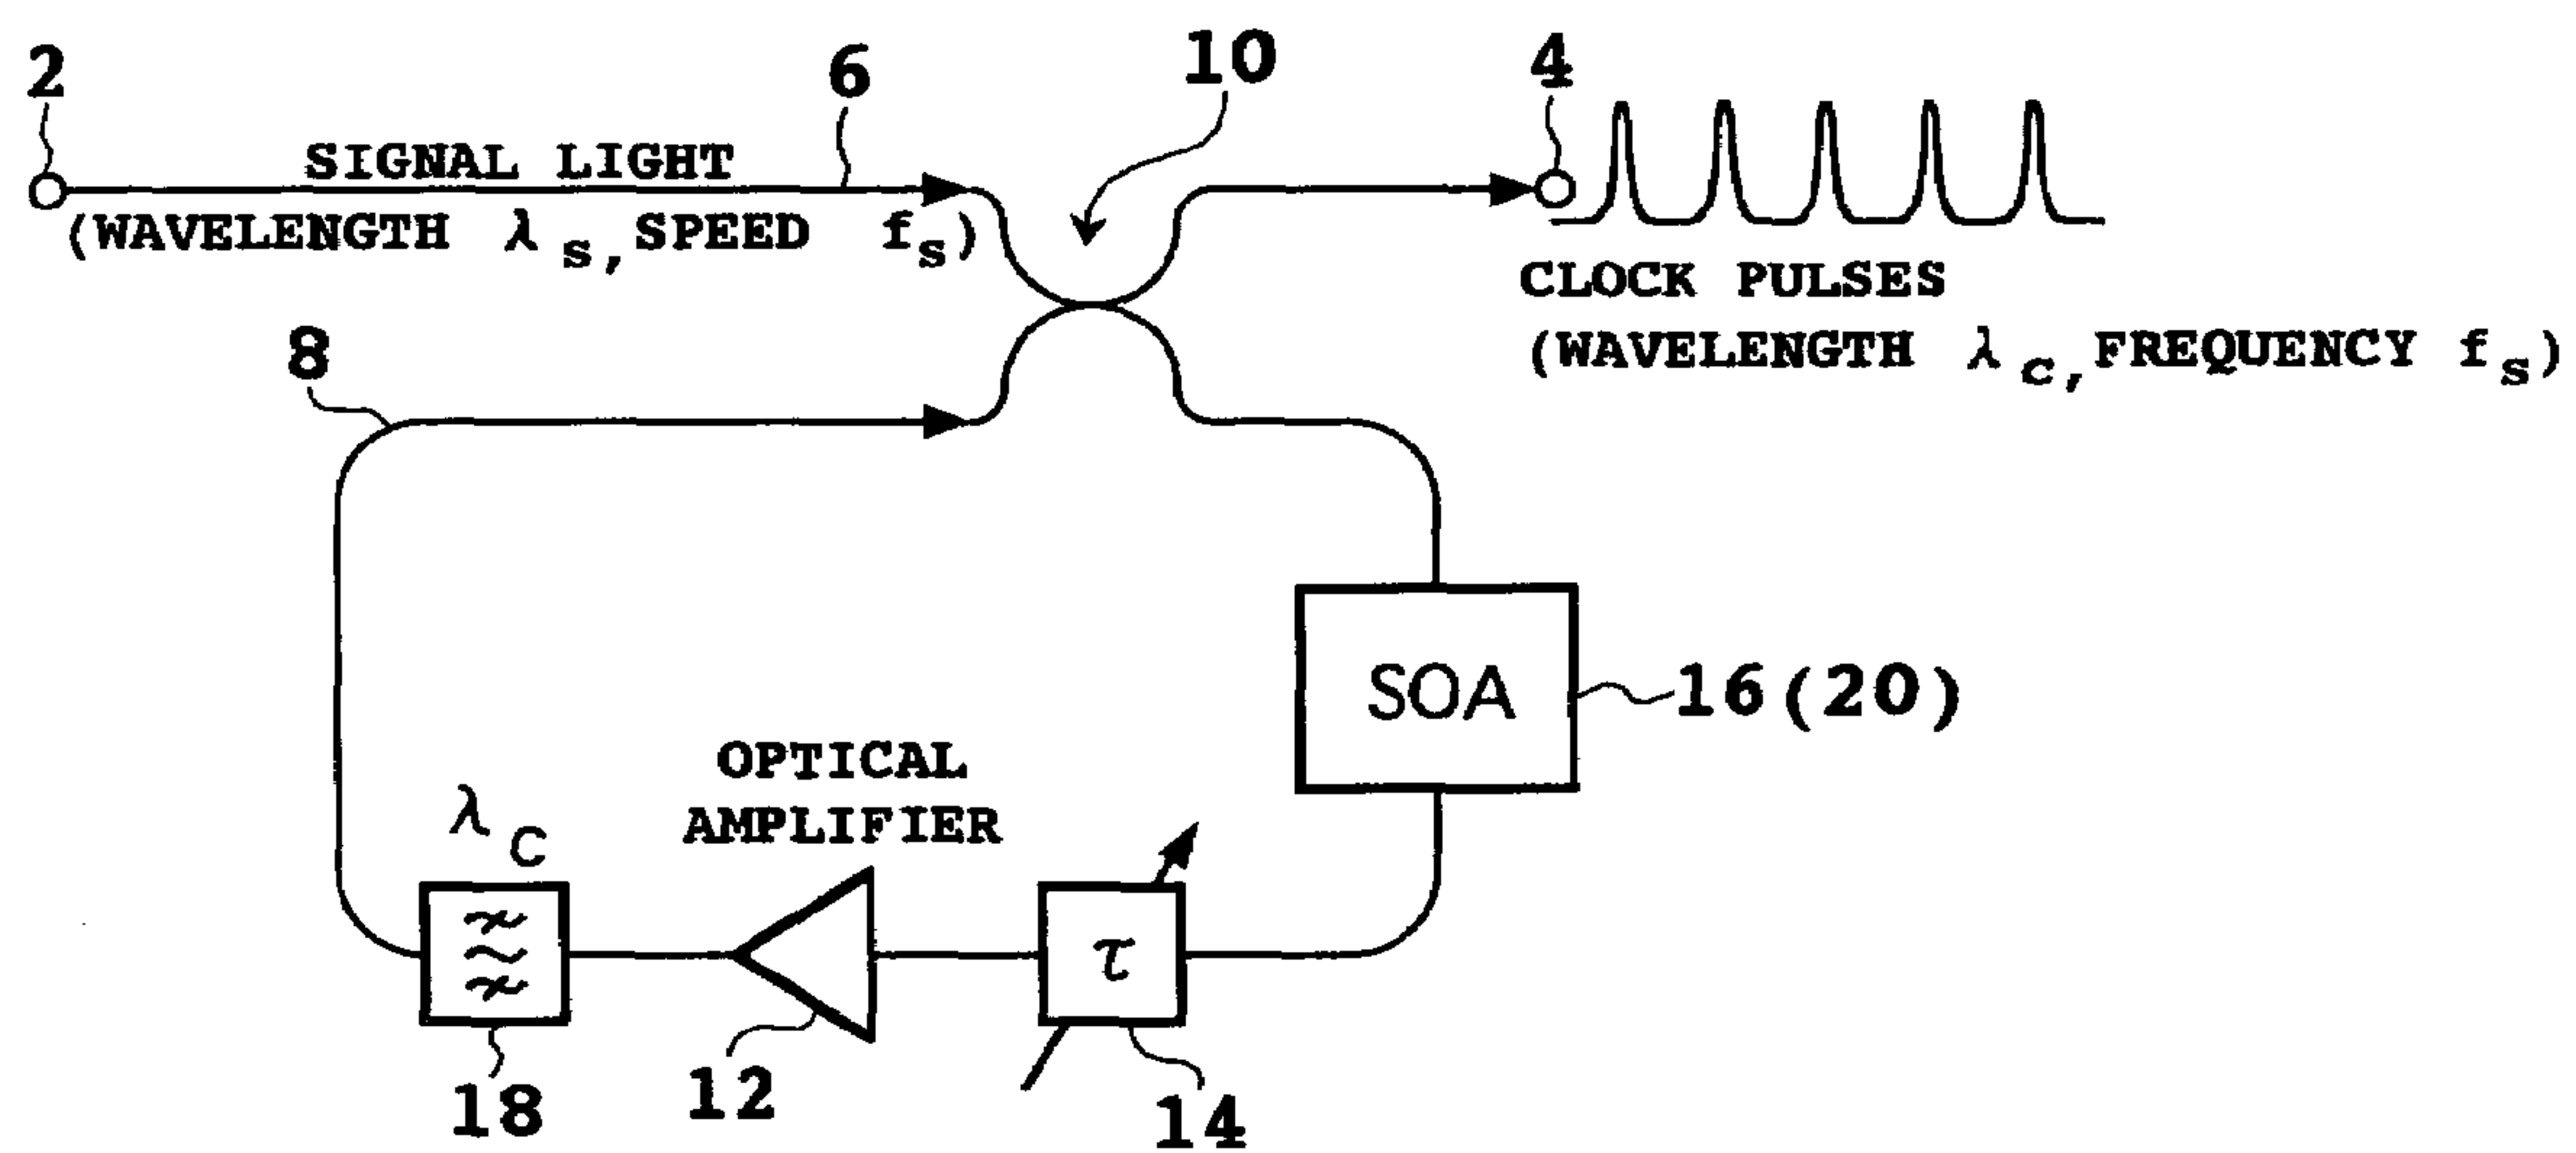 2
6
10
4
SIGNAL LIGHT
(WAVELENGTH λs, SPEED fs)
CLOCK PULSES
(WAVELENGTH λc, FREQUENCY fs)
8
SOA
16(20)
OPTICAL
AMPLIFIER
λC
τ
12
18
14